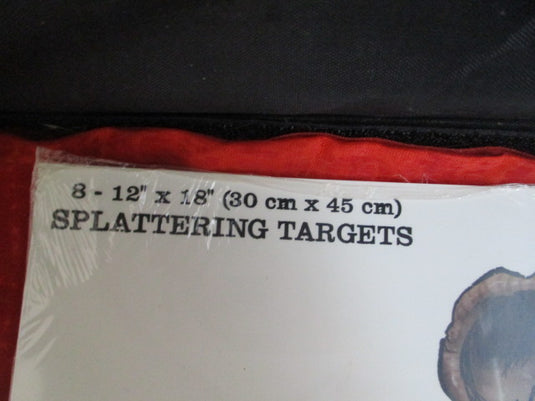 8 - 12" x 18" (30 cm x 45 cm)
SPLATTERING TARGETS